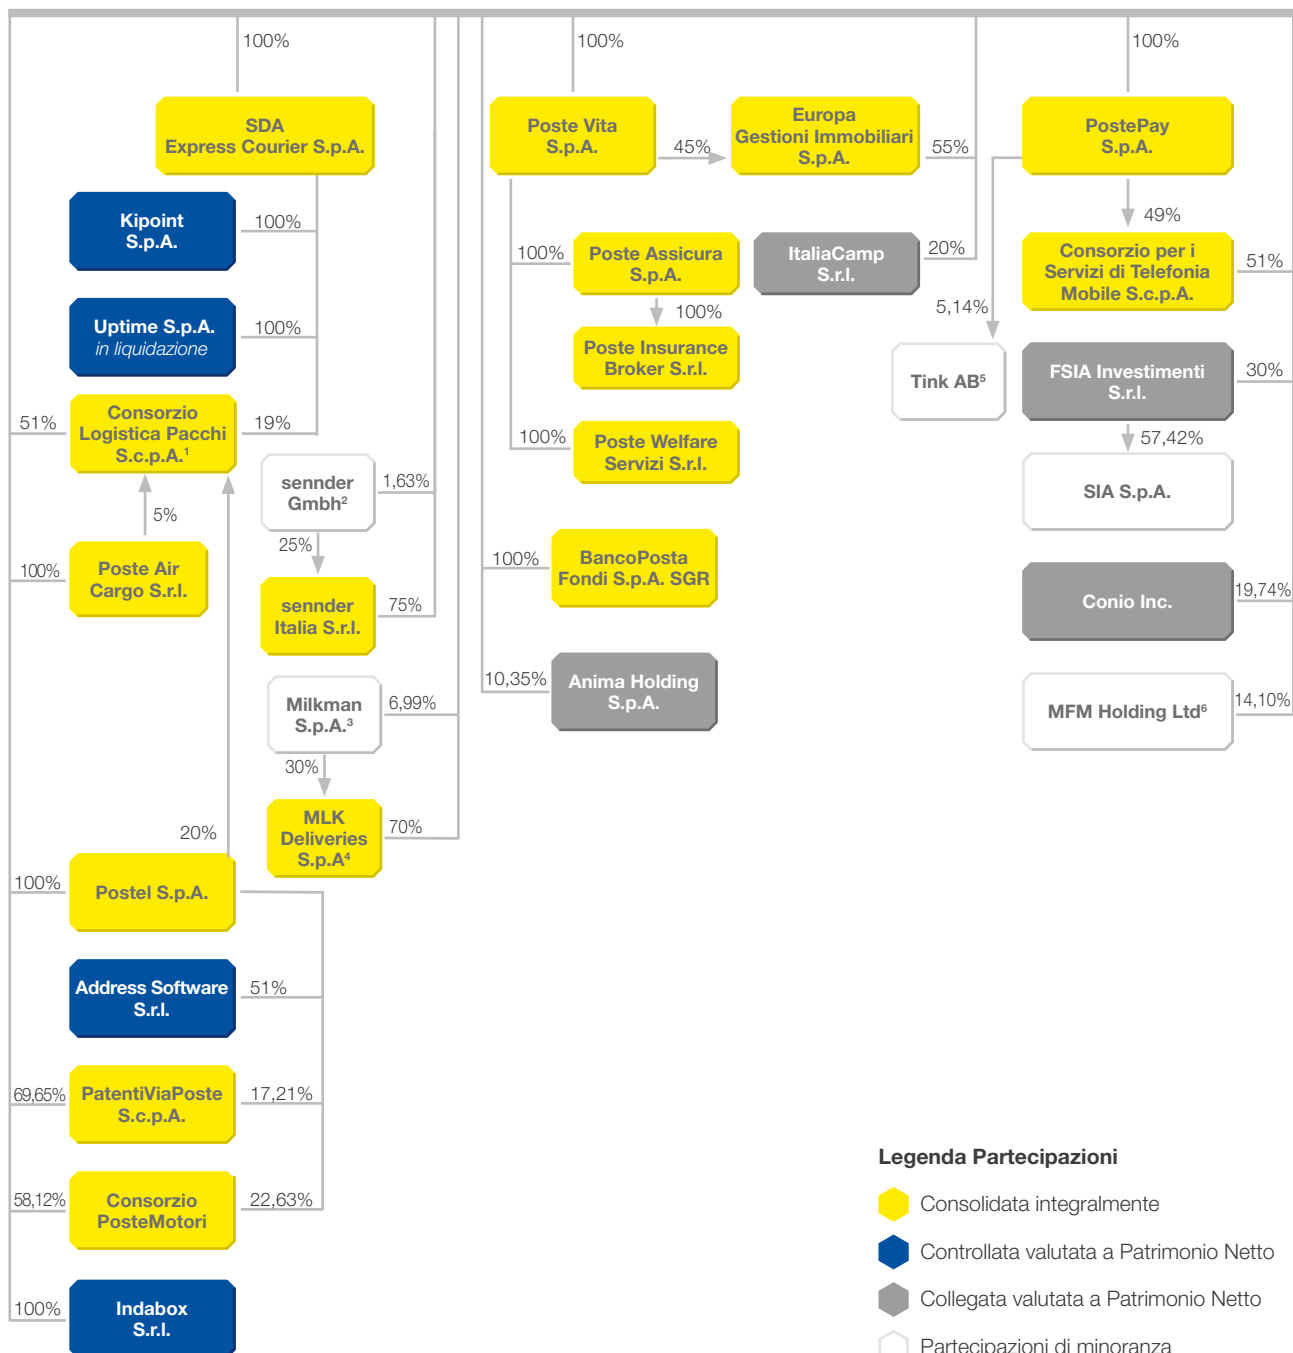 100%
100%
100%
SDA
Express Courier S.p.A.
Poste Vita
S.p.A.
45%
Europa
Gestioni Immobiliari
S.p.A.
55%
PostePay
S.p.A.
49%
Kipoint
S.p.A.
100%
100%
Poste Assicura
S.p.A.
ItaliaCamp
S.r.l.
20%
Consorzio per i
Servizi di Telefonia
Mobile S.c.p.A.
51%
5,14%
100%
Uptime S.p.A.
in liquidazione
100%
Poste Insurance
Broker S.r.l.
Tink AB⁵
FSIA Investimenti
S.r.l.
30%
57,42%
51%
Consorzio
Logistica Pacchi
S.c.p.A.¹
19%
100%
Poste Welfare
Servizi S.r.l.
sennder
Gmbh²
1,63%
SIA S.p.A.
5%
25%
100%
Poste Air
Cargo S.r.l.
100%
BancoPosta
Fondi S.p.A. SGR
sennder
Italia S.r.l.
75%
Conio Inc.
19,74%
10,35%
Anima Holding
S.p.A.
Milkman
S.p.A.³
6,99%
MFM Holding Ltd⁶
14,10%
30%
MLK
Deliveries
S.p.A⁴
70%
20%
100%
Postel S.p.A.
Address Software
S.r.l.
51%
69,65%
PatentiViaPoste
S.c.p.A.
17,21%
58,12%
Consorzio
PosteMotori
22,63%
100%
Indabox
S.r.l.
Legenda Partecipazioni
Consolidata integralmente
Controllata valutata a Patrimonio Netto
Collegata valutata a Patrimonio Netto
Partecipazioni di minoranza